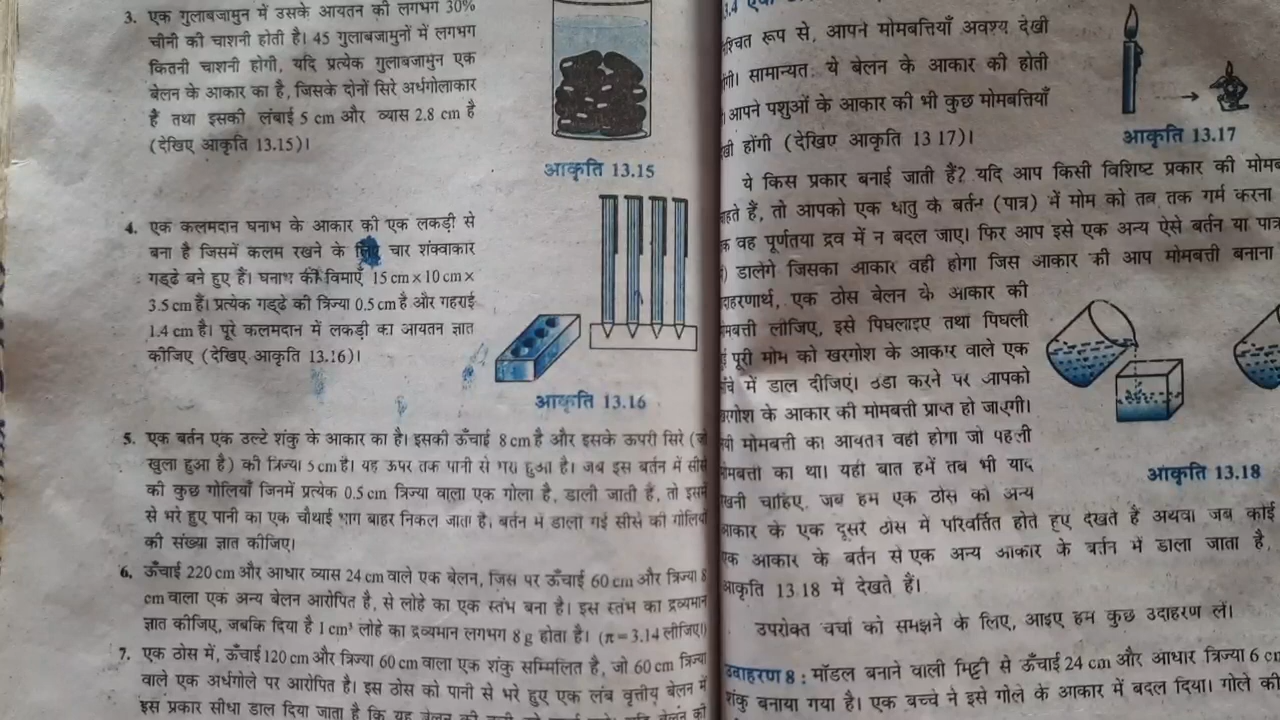 3. एक गुलाबजामुन में उसके आयतन की लगभग 30%
चीनी की चाशनी होती है। 45 गुलाबजामुनों में लगभग
कितनी चाशनी होगी, यदि प्रत्येक गुलाबजामुन एक
बेलन के आकार का है, जिसके दोनों सिरे अर्धगोलाकार
हैं तथा इसकी लंबाई 5 cm और व्यास 2.8 cm है
(देखिए आकृति 13.15)।
आकृति 13.15
4. एक कलमदान घनाभ के आकार की एक लकड़ी से
बना है जिसमें कलम रखने के लिए चार शंक्वाकार
गड्ढे बने हुए हैं। घनाभ की विमाएँ 15 cm × 10 cm ×
3.5 cm हैं। प्रत्येक गड्ढे की त्रिज्या 0.5 cm है और गहराई
1.4 cm है। पूरे कलमदान में लकड़ी का आयतन ज्ञात
कीजिए (देखिए आकृति 13.16)।
आकृति 13.16
5. एक बर्तन एक उल्टे शंकु के आकार का है। इसकी ऊँचाई 8 cm है और इसके ऊपरी सिरे
खुला हुआ है) की त्रिज्या 5 cm है। यह ऊपर तक पानी से भरा हुआ है। जब इस बर्तन में सीसे
की कुछ गोलियाँ जिनमें प्रत्येक 0.5 cm त्रिज्या वाला एक गोला है, डाली जाती हैं, तो
से भरे हुए पानी का एक चौथाई भाग बाहर निकल जाता है। बर्तन में डाली गई सीसे की
की संख्या ज्ञात कीजिए।
6. ऊँचाई 220 cm और आधार व्यास 24 cm वाले एक बेलन, जिस पर ऊँचाई 60 cm और त्रिज्या 8
cm वाला एक अन्य बेलन आरोपित है, से लोहे का एक स्तंभ बना है। इस स्तंभ का द्रव्यमान
ज्ञात कीजिए, जबकि दिया है 1 cm³ लोहे का द्रव्यमान लगभग 8 g होता है। (π = 3.14 लीजिए)
7. एक ठोस में, ऊँचाई 120 cm और त्रिज्या 60 cm वाला एक शंकु सम्मिलित है, जो 60 cm त्रिज्या
वाले एक अर्धगोले पर आरोपित है। इस ठोस को पानी से भरे हुए एक लंब वृत्तीय बेलन में
इस प्रकार सीधा डाल दिया जाता है कि यह बेलन की
13.4
रूप से, आपने मोमबत्तियाँ अवश्य देखी
सामान्यत: ये बेलन के आकार की होती
आपने पशुओं के आकार की भी कुछ मोमबत्तियाँ
होंगी (देखिए आकृति 13.17)।
आकृति 13.17
ये किस प्रकार बनाई जाती हैं? यदि आप किसी विशिष्ट प्रकार की
हैं, तो आपको एक धातु के बर्तन (पात्र) में मोम को तब तक गर्म करना
वह पूर्णतया द्रव में न बदल जाए। फिर आप इसे एक अन्य ऐसे बर्तन या पात्र
डालेंगे जिसका आकार वही होगा जिस आकार की आप मोमबत्ती बनाना
एक ठोस बेलन के आकार की
लीजिए, इसे पिघलाइए तथा पिघली
पूरी मोम को खरगोश के आकार वाले एक
में डाल दीजिए। ठंडा करने पर आपको
के आकार की मोमबत्ती प्राप्त हो जाएगी।
मोमबत्ती का आयतन वही होगा जो पहली
का था। यही बात हमें तब भी याद
चाहिए, जब हम एक ठोस को अन्य
आकृति 13.18
आकार के एक दूसरे ठोस में परिवर्तित होते हुए देखते हैं अथवा जब कोई
एक आकार के बर्तन से एक अन्य आकार के बर्तन में डाला जाता है,
आकृति 13.18 में देखते हैं।
उपरोक्त चर्चा को समझने के लिए, आइए हम कुछ उदाहरण लें।
उदाहरण 8 : मॉडल बनाने वाली मिट्टी से ऊँचाई 24 cm और आधार त्रिज्या 6 cm
शंकु बनाया गया है। एक बच्चे ने इसे गोले के आकार में बदल दिया। गोले की